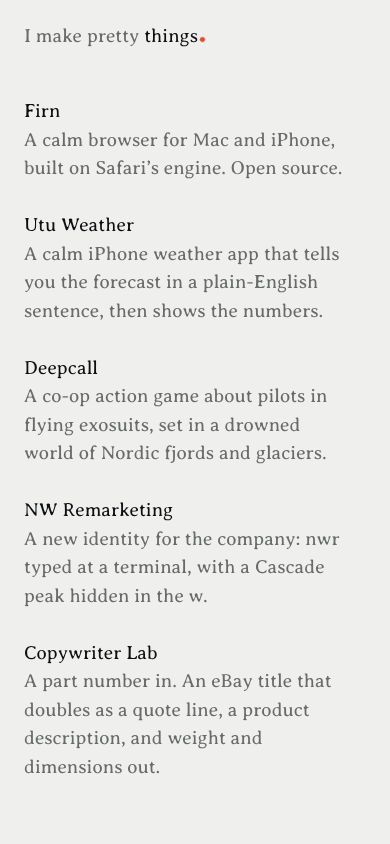 I make pretty things.
Firn
A calm browser for Mac and iPhone,
built on Safari’s engine. Open source.
Utu Weather
A calm iPhone weather app that tells
you the forecast in a plain-English
sentence, then shows the numbers.
Deepcall
A co-op action game about pilots in
flying exosuits, set in a drowned
world of Nordic fjords and glaciers.
NW Remarketing
A new identity for the company: nwr
typed at a terminal, with a Cascade
peak hidden in the w.
Copywriter Lab
A part number in. An eBay title that
doubles as a quote line, a product
description, and weight and
dimensions out.